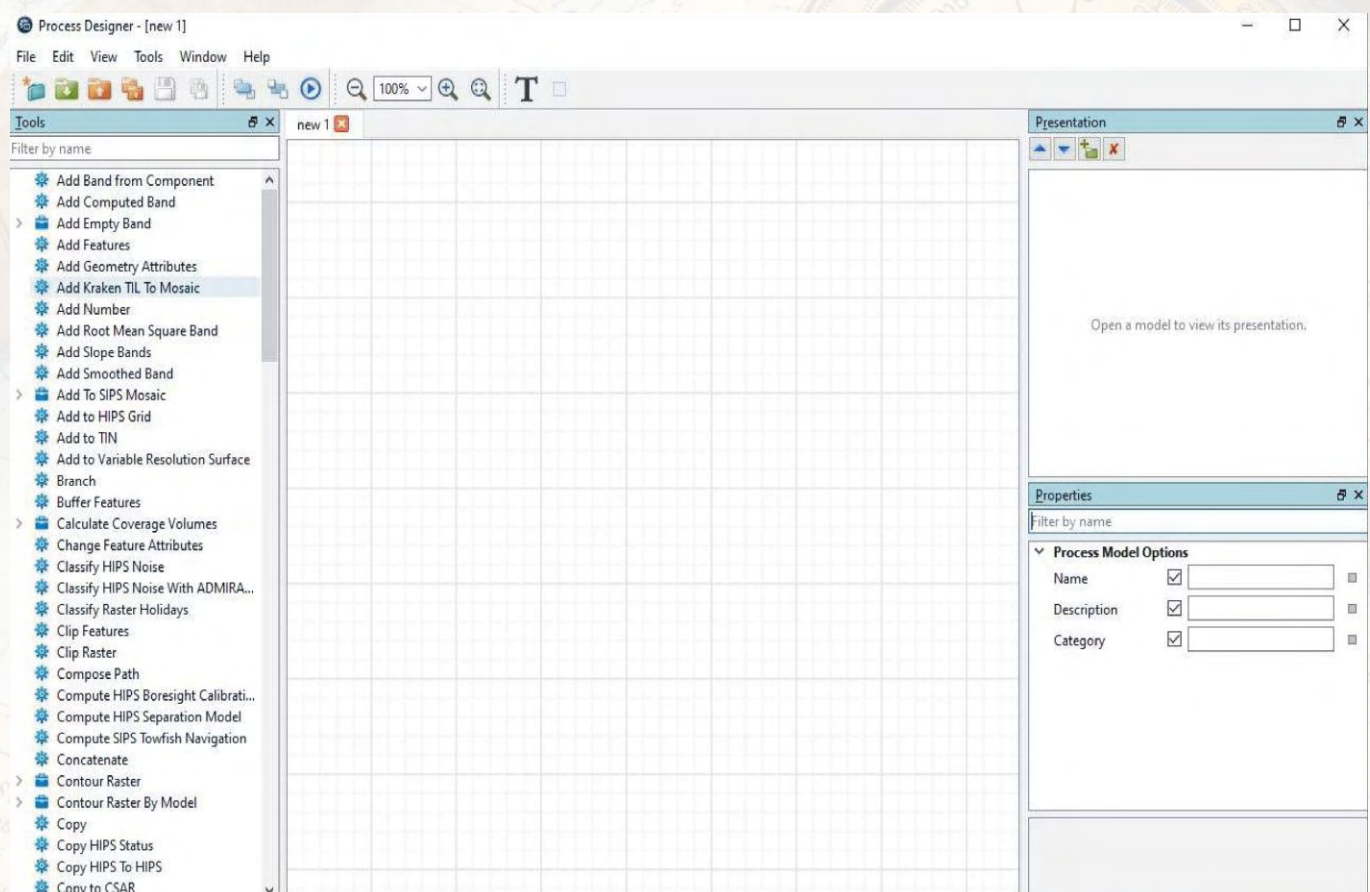 Process Designer - [new 1]
File Edit View Tools Window Help
100%
T
Tools
Filter by name
Add Band from Component
Add Computed Band
Add Empty Band
Add Features
Add Geometry Attributes
Add Kraken TIL To Mosaic
Add Number
Add Root Mean Square Band
Add Slope Bands
Add Smoothed Band
Add To SIPS Mosaic
Add to HIPS Grid
Add to TIN
Add to Variable Resolution Surface
Branch
Buffer Features
Calculate Coverage Volumes
Change Feature Attributes
Classify HIPS Noise
Classify HIPS Noise With ADMIRA...
Classify Raster Holidays
Clip Features
Clip Raster
Compose Path
Compute HIPS Boresight Calibrati...
Compute HIPS Separation Model
Compute SIPS Towfish Navigation
Concatenate
Contour Raster
Contour Raster By Model
Copy
Copy HIPS Status
Copy HIPS To HIPS
Copy to CSAR
new 1
Presentation
Open a model to view its presentation.
Properties
Filter by name
Process Model Options
Name
Description
Category